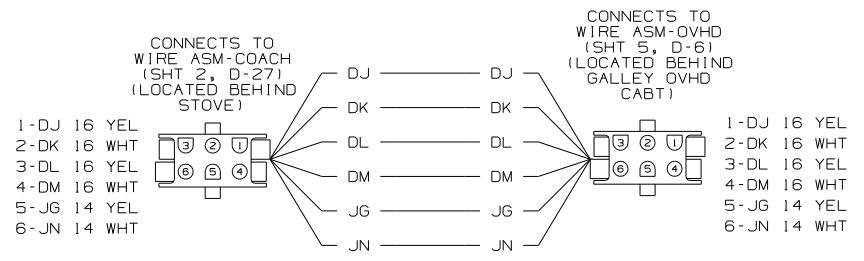 CONNECTS TO
WIRE ASM-COACH
(SHT 2, D-27)
(LOCATED BEHIND
STOVE)
1-DJ 16 YEL
2-DK 16 WHT
3-DL 16 YEL
4-DM 16 WHT
5-JG 14 YEL
6-JN 14 WHT
3 2 1
6 5 4
DJ DJ
DK DK
DL DL
DM DM
JG JG
JN JN
CONNECTS TO
WIRE ASM-OVHD
(SHT 5, D-6)
(LOCATED BEHIND
GALLEY OVHD
CABT)
3 2 1
6 5 4
1-DJ 16 YEL
2-DK 16 WHT
3-DL 16 YEL
4-DM 16 WHT
5-JG 14 YEL
6-JN 14 WHT